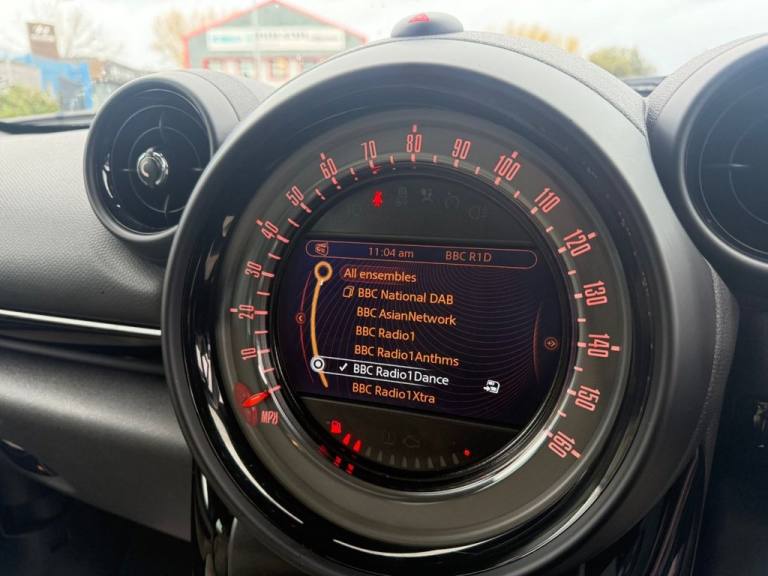 11:04 am BBC R1D
All ensembles
BBC National DAB
BBC AsianNetwork
BBC Radio1
BBC Radio1Anthms
BBC Radio1Dance
BBC Radio1Xtra
10
20
30
40
50
60
70
80
90
100
110
120
130
140
150
160
MPH